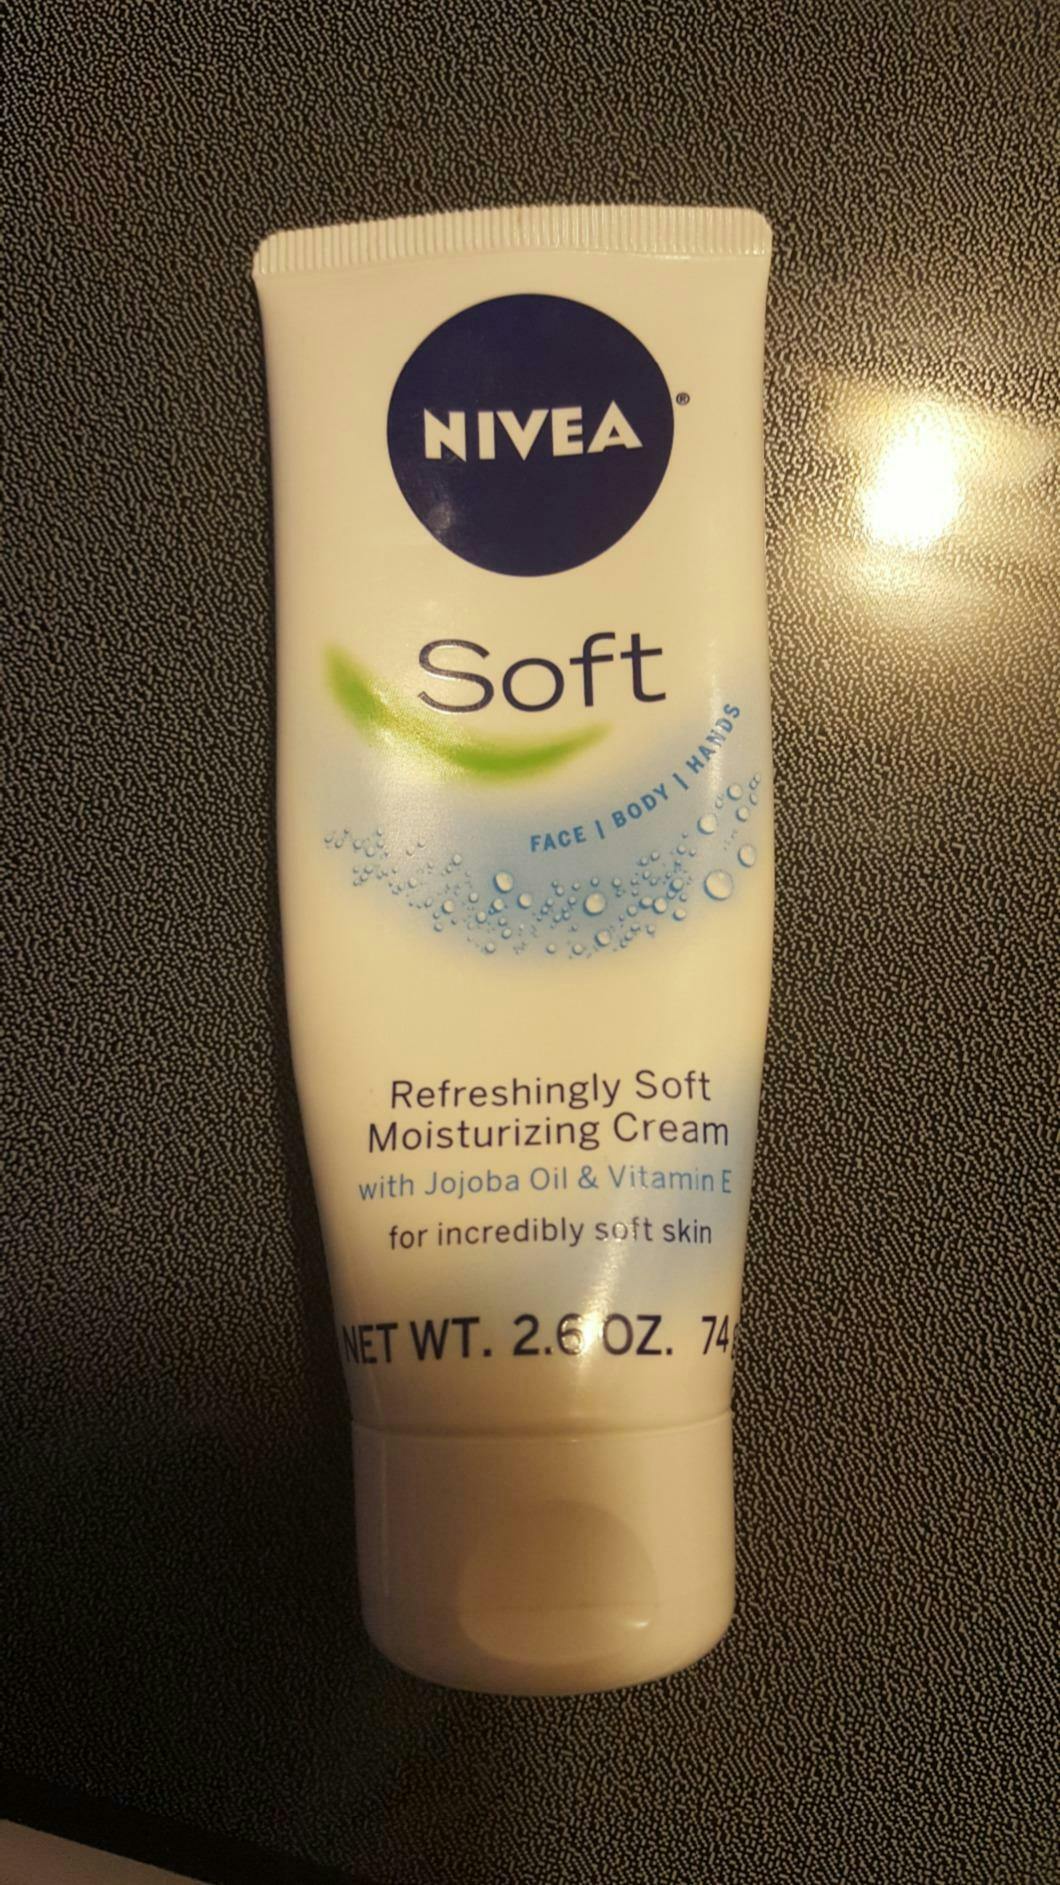 NIVEA®
Soft
FACE | BODY | HANDS
Refreshingly Soft
Moisturizing Cream
with Jojoba Oil & Vitamin E
for incredibly soft skin
NET WT. 2.6 OZ. 74g